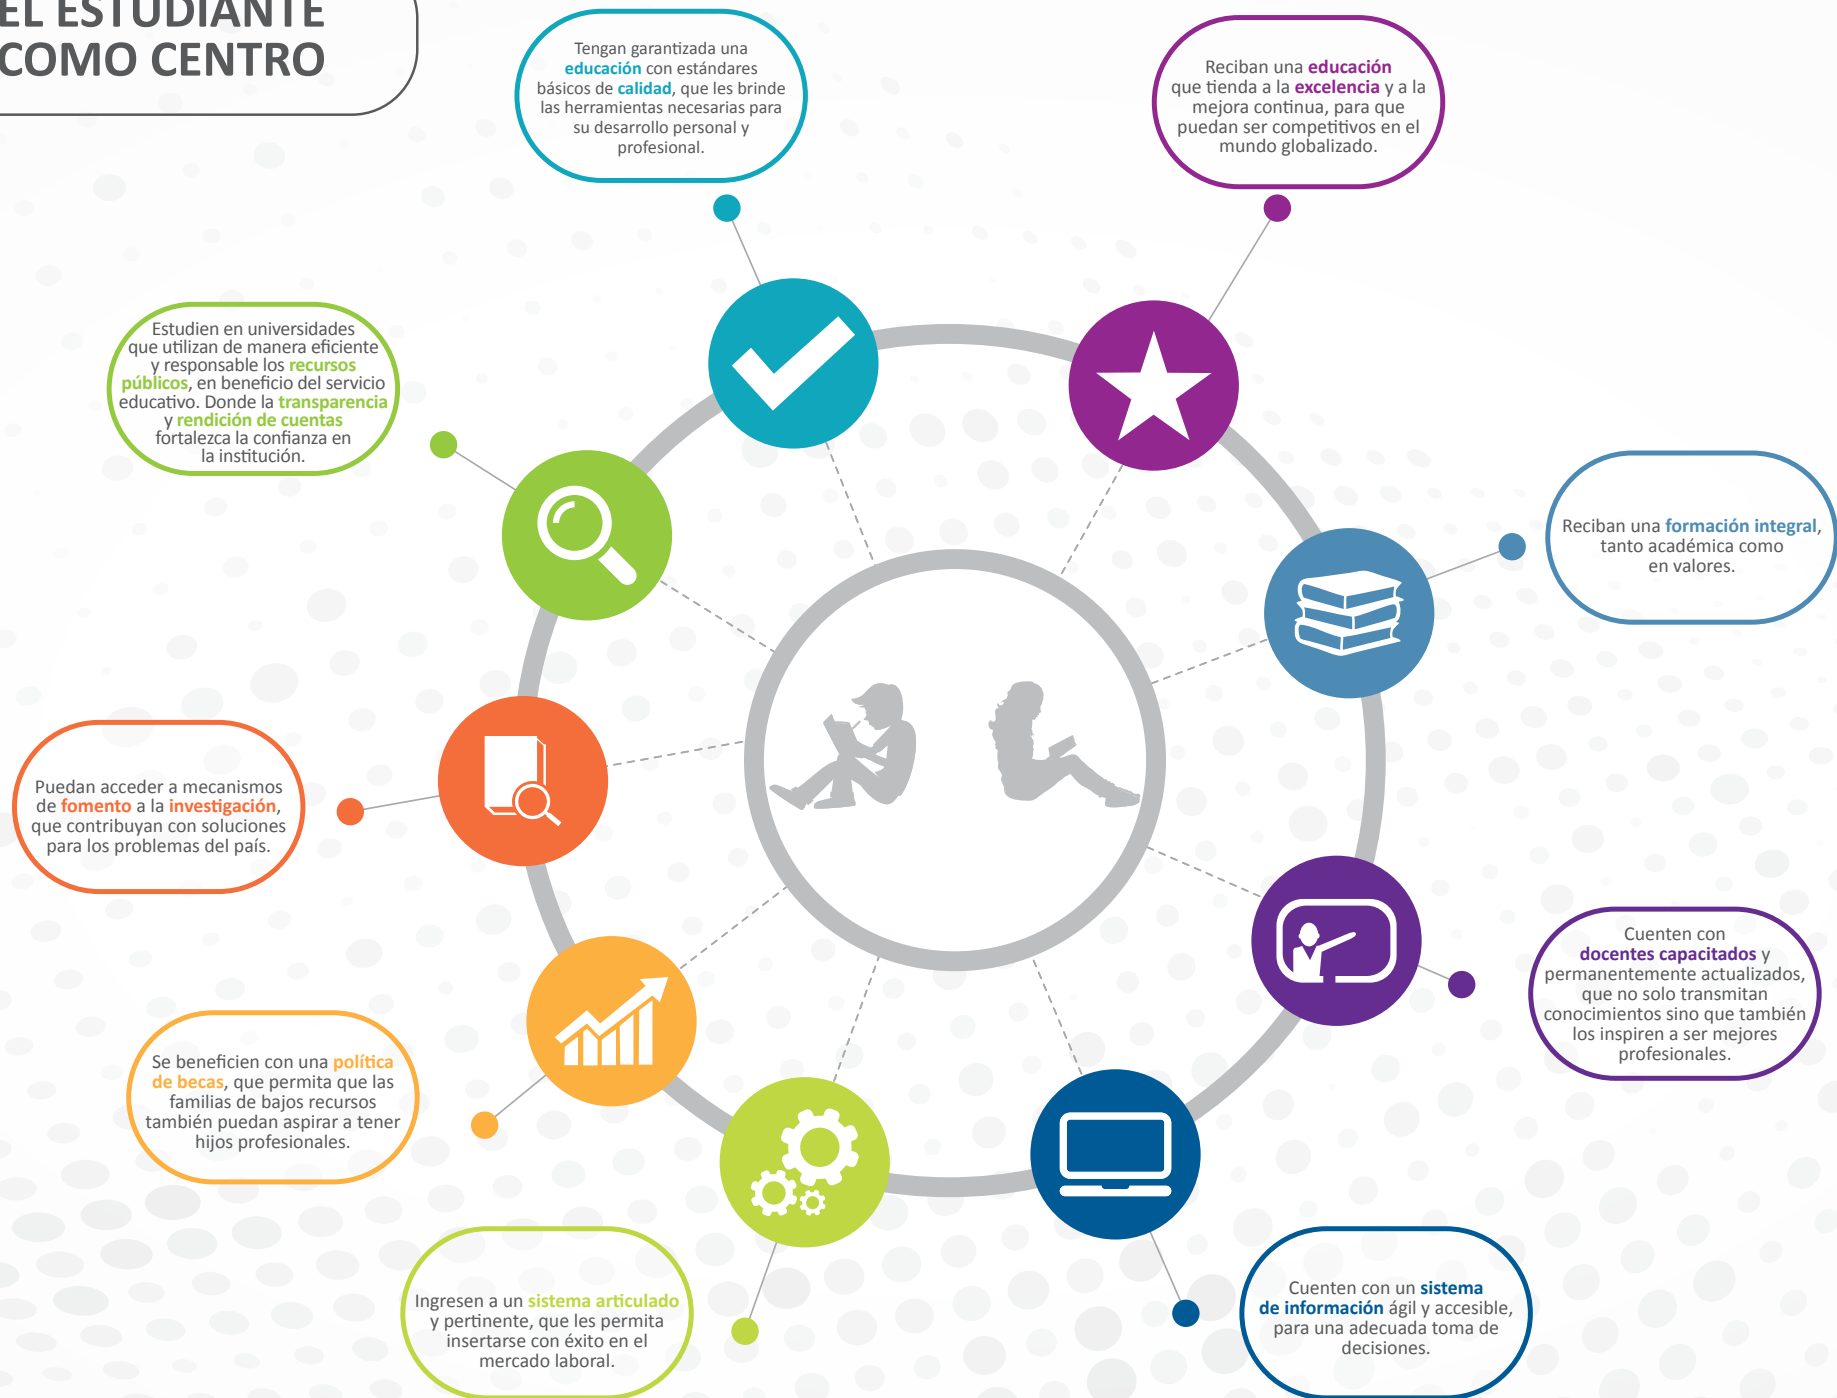 EL ESTUDIANTE
COMO CENTRO
Tengan garantizada una
educación con estándares
básicos de calidad, que les brinde
las herramientas necesarias para
su desarrollo personal y
profesional.
Reciban una educación
que tienda a la excelencia y a la
mejora continua, para que
puedan ser competitivos en el
mundo globalizado.
Estudien en universidades
que utilizan de manera eficiente
y responsable los recursos
públicos, en beneficio del servicio
educativo. Donde la transparencia
y rendición de cuentas
fortalezca la confianza en
la institución.
Reciban una formación integral,
tanto académica como
en valores.
Puedan acceder a mecanismos
de fomento a la investigación,
que contribuyan con soluciones
para los problemas del país.
Cuenten con
docentes capacitados y
permanentemente actualizados,
que no solo transmitan
conocimientos sino que también
los inspiren a ser mejores
profesionales.
Se beneficien con una política
de becas, que permita que las
familias de bajos recursos
también puedan aspirar a tener
hijos profesionales.
Ingresen a un sistema articulado
y pertinente, que les permita
insertarse con éxito en el
mercado laboral.
Cuenten con un sistema
de información ágil y accesible,
para una adecuada toma de
decisiones.